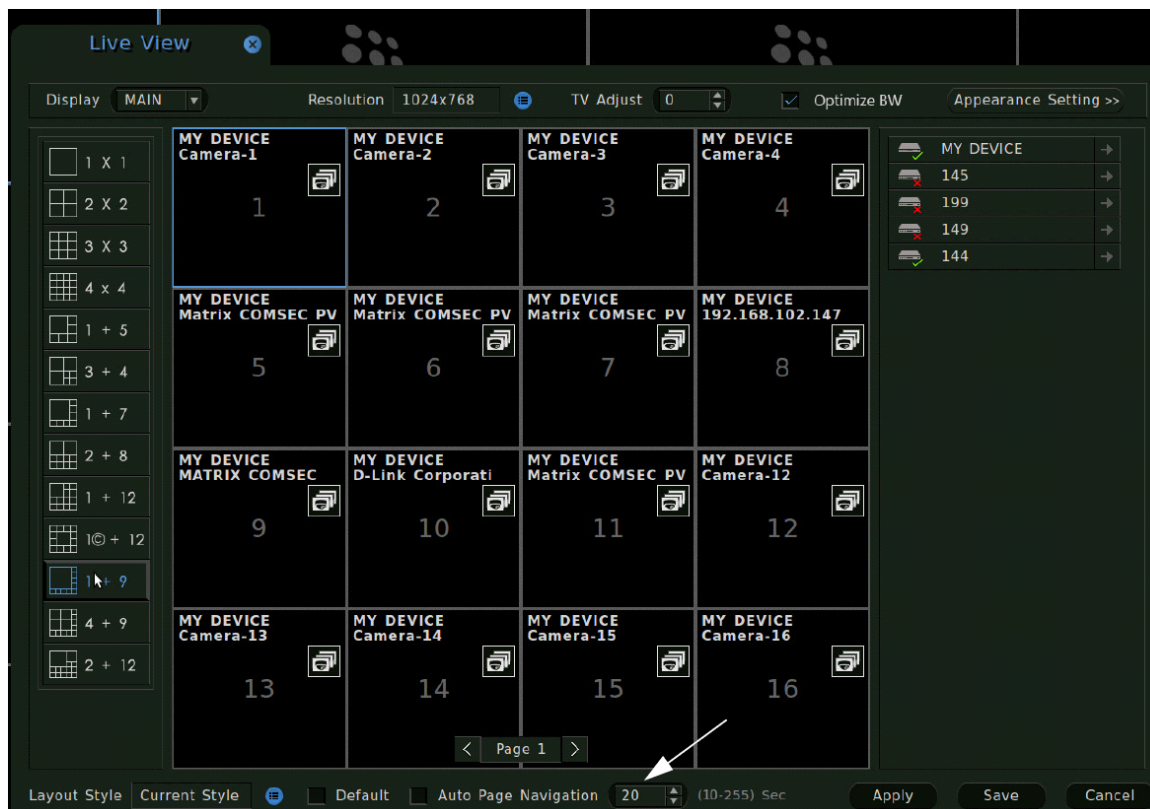 Live View
Display MAIN Resolution 1024x768 TV Adjust 0 Optimize BW Appearance Setting >>
1 X 1
2 X 2
3 X 3
4 x 4
1 + 5
3 + 4
1 + 7
2 + 8
1 + 12
1© + 12
1 + 9
4 + 9
2 + 12
MY DEVICE MY DEVICE MY DEVICE MY DEVICE
Camera-1 Camera-2 Camera-3 Camera-4
1 2 3 4
MY DEVICE MY DEVICE MY DEVICE MY DEVICE
Matrix COMSEC PV Matrix COMSEC PV Matrix COMSEC PV 192.168.102.147
5 6 7 8
MY DEVICE MY DEVICE MY DEVICE MY DEVICE
MATRIX COMSEC D-Link Corporati Matrix COMSEC PV Camera-12
9 10 11 12
MY DEVICE MY DEVICE MY DEVICE MY DEVICE
Camera-13 Camera-14 Camera-15 Camera-16
13 14 15 16
< Page 1 >
MY DEVICE
145
199
149
144
Layout Style Current Style Default Auto Page Navigation 20 (10-255) Sec Apply Save Cancel